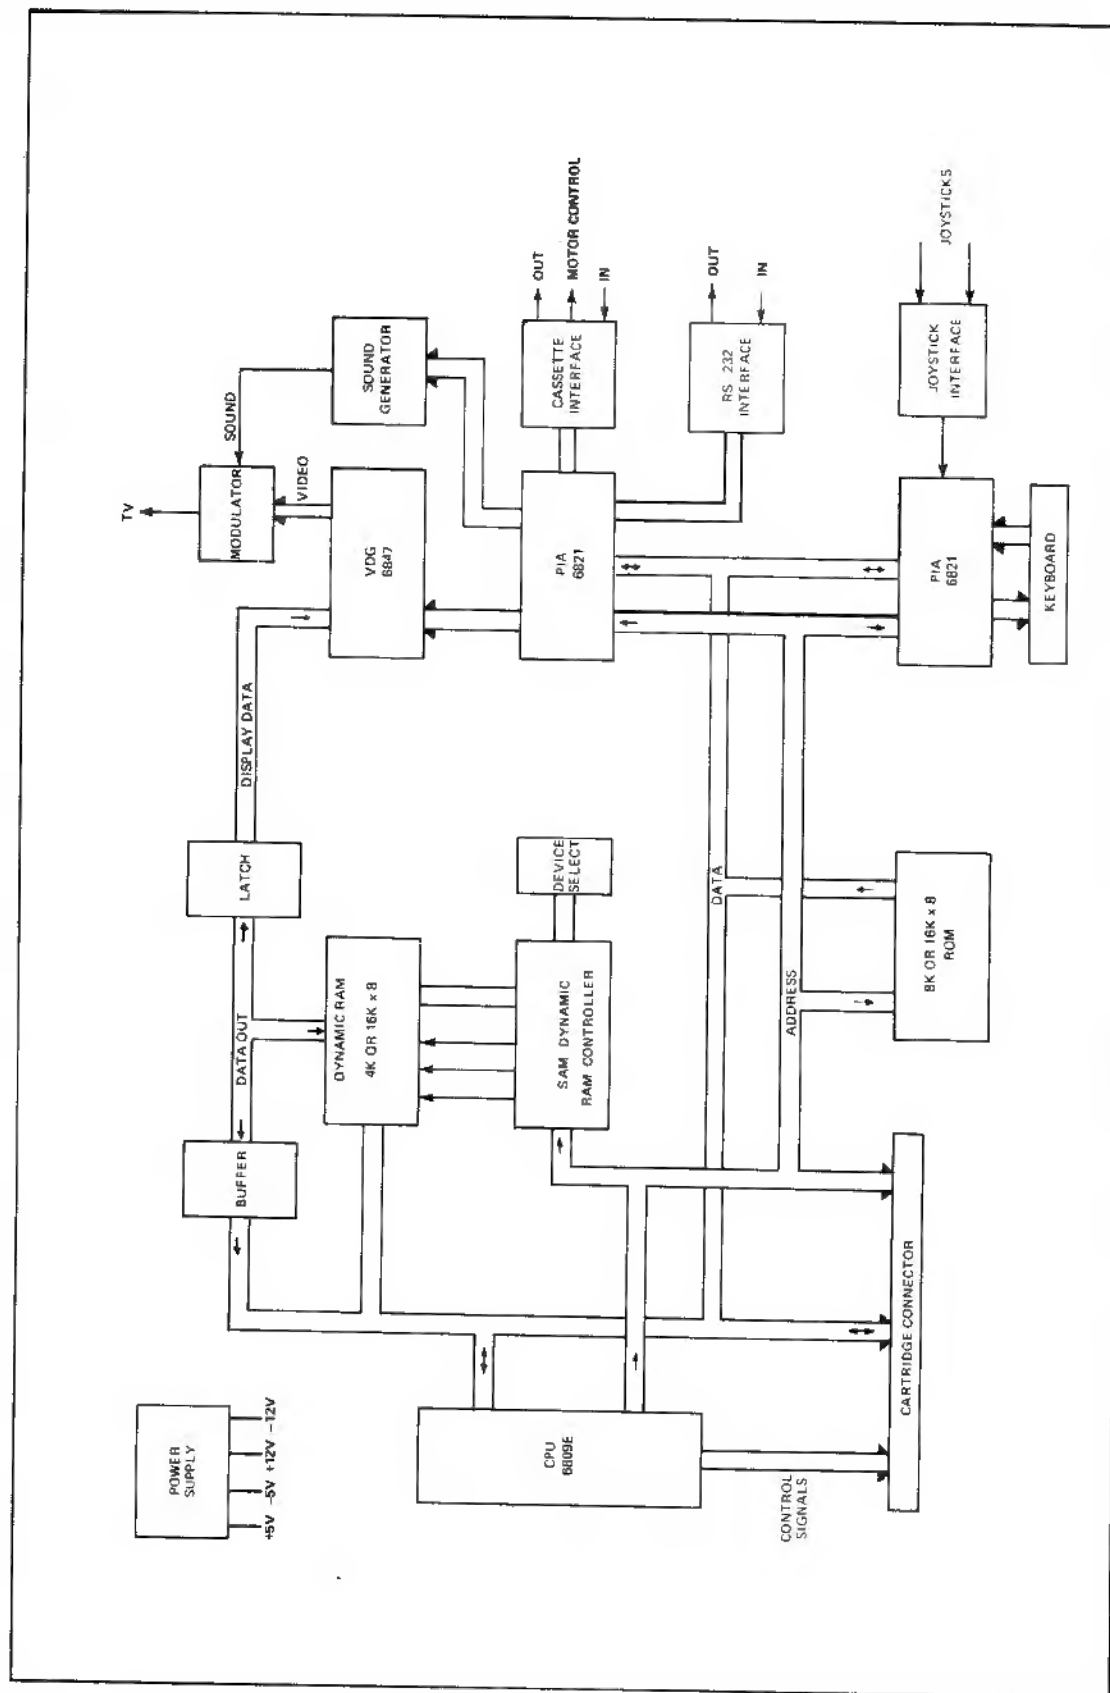 POWER
SUPPLY
+5V
−5V
+12V
−12V
BUFFER
DATA OUT
LATCH
DISPLAY DATA
TV
MODULATOR
SOUND
VIDEO
SOUND
GENERATOR
VDG
6847
DYNAMIC RAM
4K OR 16K x 8
SAM DYNAMIC
RAM CONTROLLER
DEVICE
SELECT
CPU
6809E
CONTROL
SIGNALS
PIA
6821
CASSETTE
INTERFACE
OUT
MOTOR CONTROL
IN
RS 232
INTERFACE
OUT
IN
DATA
ADDRESS
CARTRIDGE CONNECTOR
8K OR 16K x 8
ROM
PIA
6821
KEYBOARD
JOYSTICK
INTERFACE
JOYSTICKS